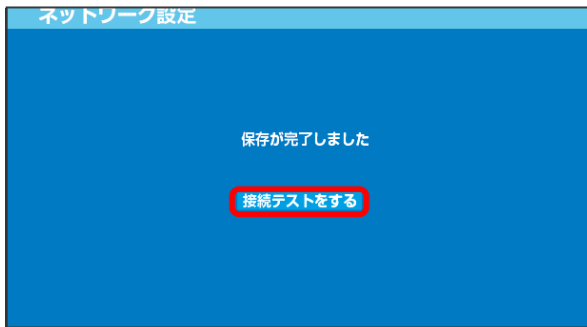 ネットワーク設定
保存が完了しました
接続テストをする